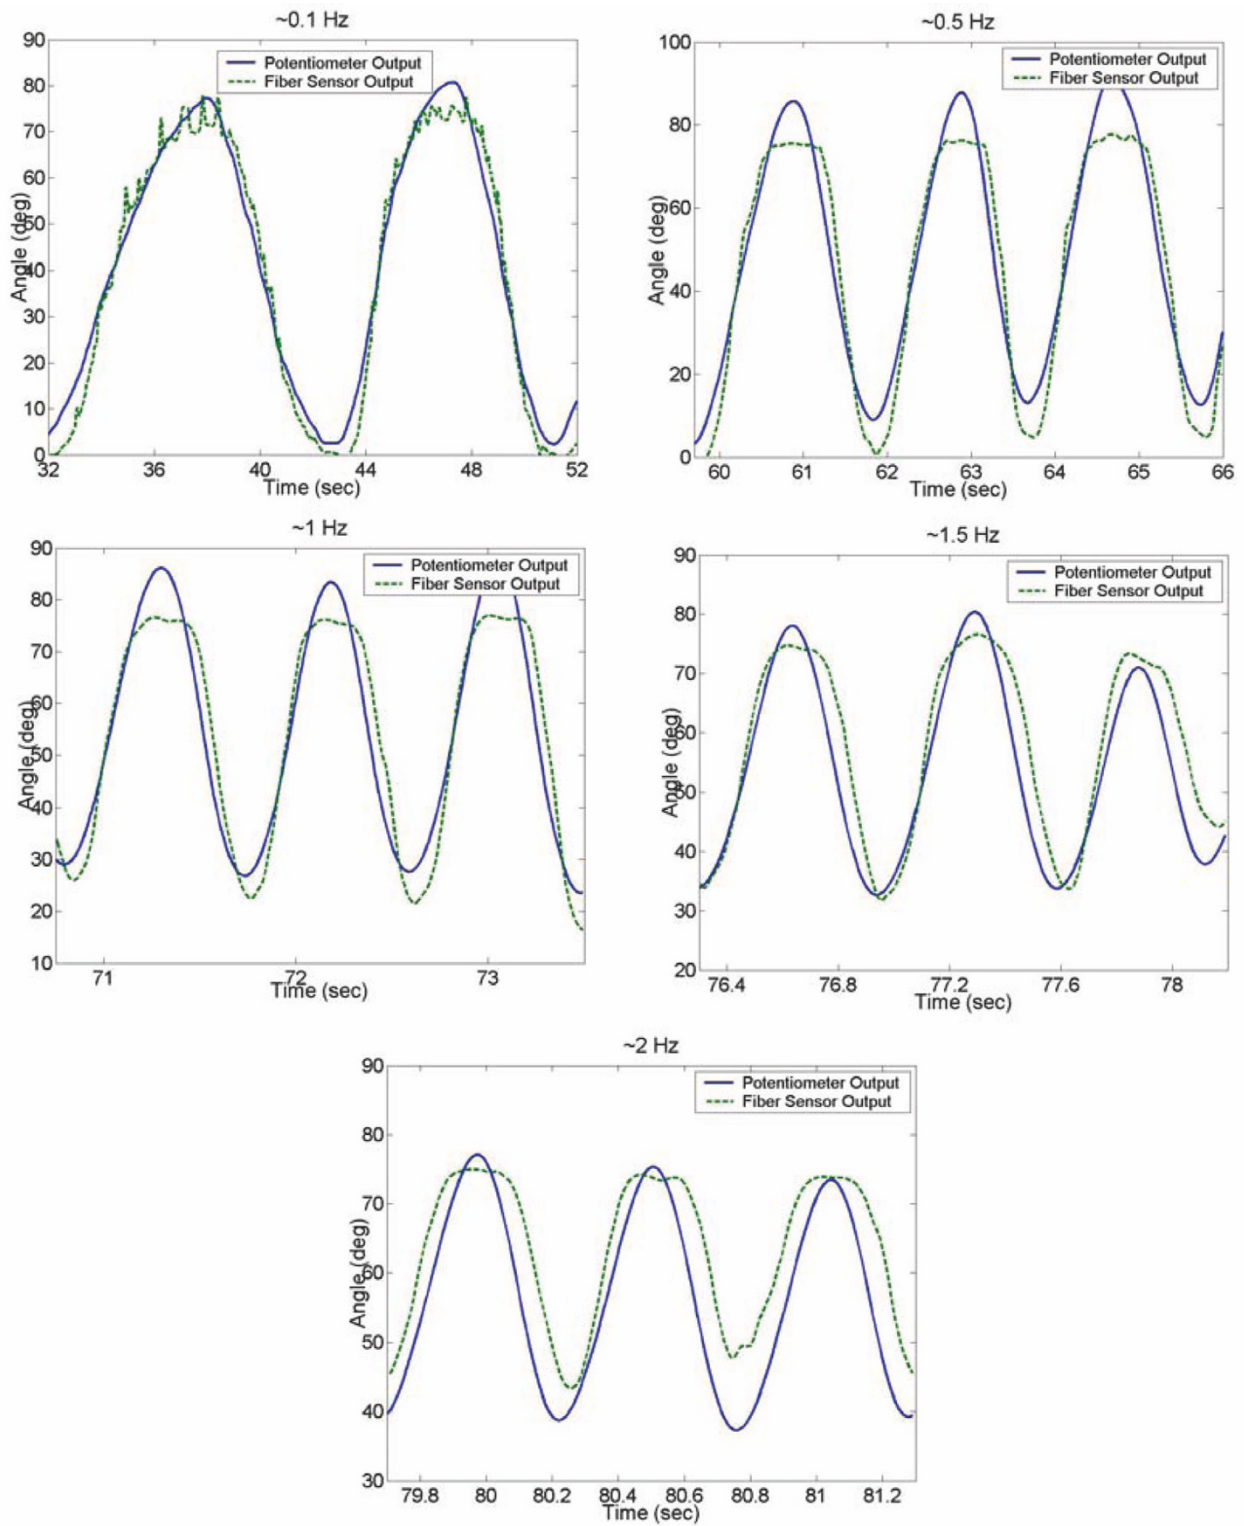 ~0.1 Hz
Potentiometer Output
Fiber Sensor Output
90
80
70
60
50
40
30
20
10
0
Angle (deg)
32 36 40 44 48 52
Time (sec)
~0.5 Hz
Potentiometer Output
Fiber Sensor Output
100
80
60
40
20
0
Angle (deg)
60 61 62 63 64 65 66
Time (sec)
~1 Hz
Potentiometer Output
Fiber Sensor Output
90
80
70
60
50
40
30
20
10
Angle (deg)
71 72 73
Time (sec)
~1.5 Hz
Potentiometer Output
Fiber Sensor Output
90
80
70
60
50
40
30
20
Angle (deg)
76.4 76.8 77.2 77.6 78
Time (sec)
~2 Hz
Potentiometer Output
Fiber Sensor Output
90
80
70
60
50
40
30
Angle (deg)
79.8 80 80.2 80.4 80.6 80.8 81 81.2
Time (sec)